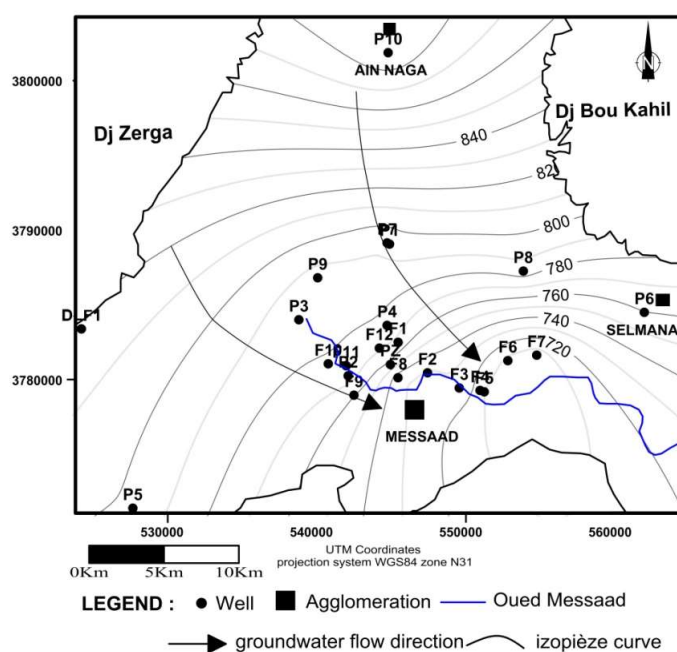 P10
3800000
AIN NAGA
N
Dj Zerga
Dj Bou Kahil
840
3790000
800
P7
P9
P8
780
P6
760
P3
P4
SELMANA
740
F1
F12
720
F7
F6
F2
F8
3780000
F3
F9
MESSAAD
P5
530000 540000 550000 560000
UTM Coordinates
projection system WGS84 zone N31
0Km 5Km 10Km
LEGEND : Well Agglomeration Oued Messaad
groundwater flow direction izopièze curve